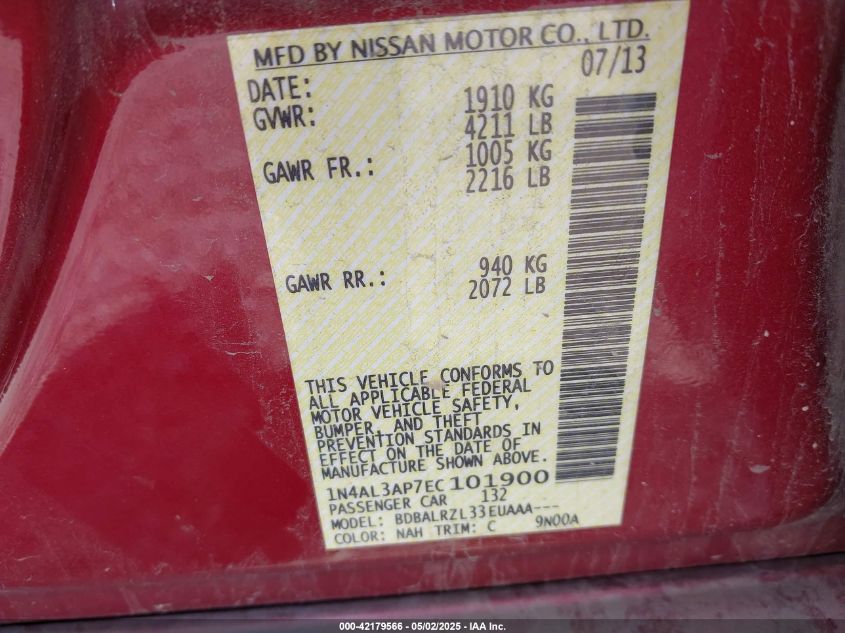 MFD BY NISSAN MOTOR CO., LTD.
DATE: 07/13
GVWR: 1910 KG
4211 LB
GAWR FR.: 1005 KG
2216 LB
GAWR RR.: 940 KG
2072 LB
THIS VEHICLE CONFORMS TO
ALL APPLICABLE FEDERAL
MOTOR VEHICLE SAFETY,
BUMPER, AND THEFT
PREVENTION STANDARDS IN
EFFECT ON THE DATE OF
MANUFACTURE SHOWN ABOVE.
1N4AL3AP7EC101900
PASSENGER CAR 132
MODEL: BDBALRZL33EUAAA---
COLOR: NAH TRIM: C 9N00A
000-42179566 - 05/02/2025 - IAA Inc.